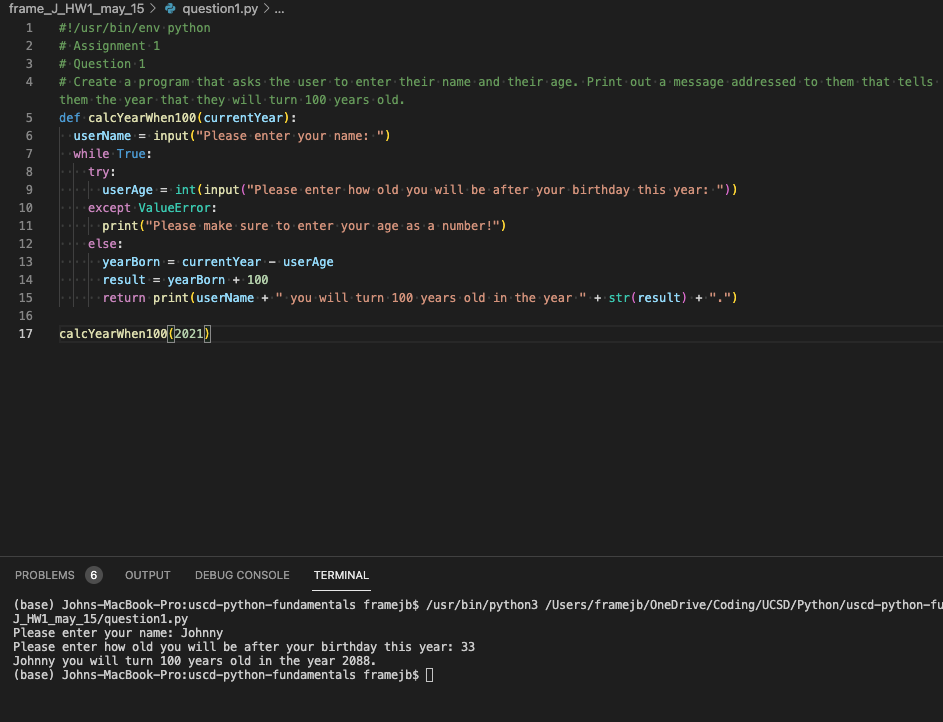 frame_J_HW1_may_15 > question1.py > ...
1 #!/usr/bin/env python
2 # Assignment 1
3 # Question 1
4 # Create a program that asks the user to enter their name and their age. Print out a message addressed to them that tells
them the year that they will turn 100 years old.
5 def calcYearWhen100(currentYear):
6   userName = input("Please enter your name: ")
7   while True:
8     try:
9       userAge = int(input("Please enter how old you will be after your birthday this year: "))
10     except ValueError:
11       print("Please make sure to enter your age as a number!")
12     else:
13       yearBorn = currentYear - userAge
14       result = yearBorn + 100
15       return print(userName + " you will turn 100 years old in the year " + str(result) + ".")
16
17 calcYearWhen100(2021)
PROBLEMS 6 OUTPUT DEBUG CONSOLE TERMINAL
(base) Johns-MacBook-Pro:uscd-python-fundamentals framejb$ /usr/bin/python3 /Users/framejb/OneDrive/Coding/UCSD/Python/uscd-python-fu
J_HW1_may_15/question1.py
Please enter your name: Johnny
Please enter how old you will be after your birthday this year: 33
Johnny you will turn 100 years old in the year 2088.
(base) Johns-MacBook-Pro:uscd-python-fundamentals framejb$